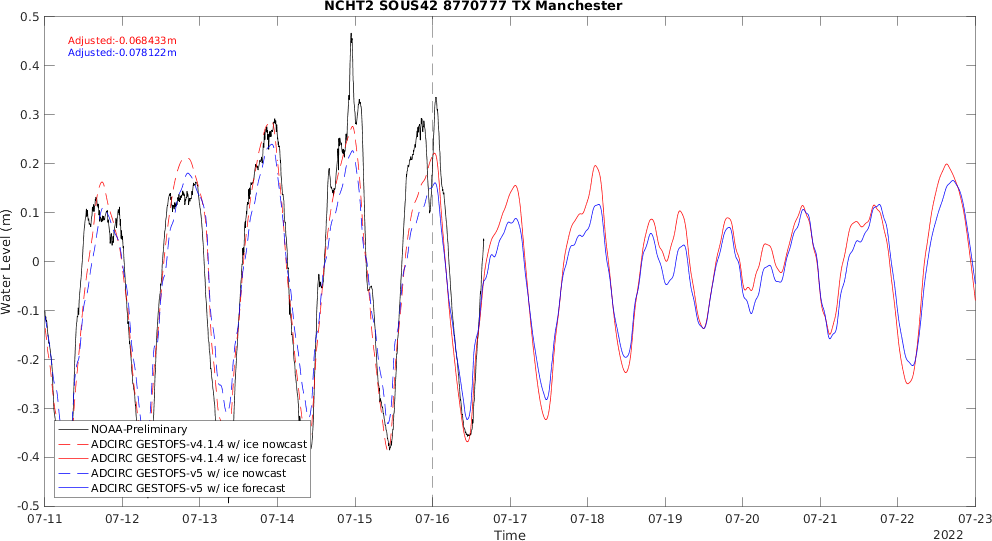 NCHT2 SOUS42 8770777 TX Manchester
Adjusted:-0.068433m
Adjusted:-0.078122m
Water Level (m)
0.5
0.4
0.3
0.2
0.1
0
-0.1
-0.2
-0.3
-0.4
-0.5
NOAA-Preliminary
ADCIRC GESTOFS-v4.1.4 w/ ice nowcast
ADCIRC GESTOFS-v4.1.4 w/ ice forecast
ADCIRC GESTOFS-v5 w/ ice nowcast
ADCIRC GESTOFS-v5 w/ ice forecast
07-11 07-12 07-13 07-14 07-15 07-16 07-17 07-18 07-19 07-20 07-21 07-22 07-23
Time
2022